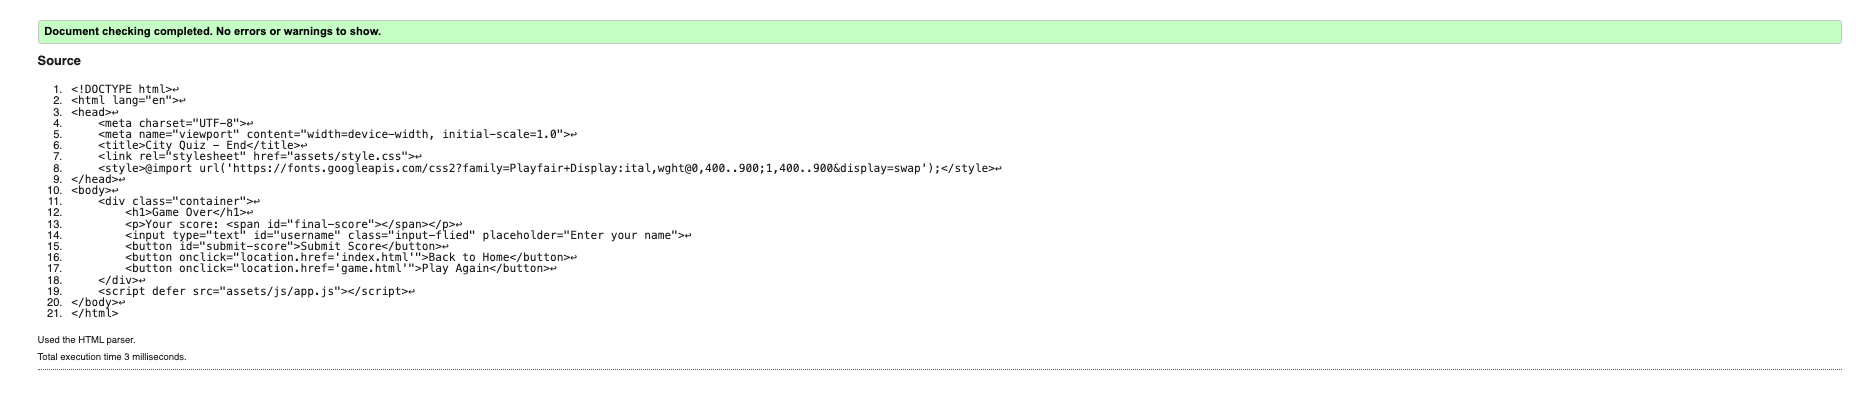 Document checking completed. No errors or warnings to show.
Source
1. <!DOCTYPE html>↩
2. <html lang="en">↩
3. <head>↩
4.     <meta charset="UTF-8">↩
5.     <meta name="viewport" content="width=device-width, initial-scale=1.0">↩
6.     <title>City Quiz - End</title>↩
7.     <link rel="stylesheet" href="assets/style.css">↩
8.     <style>@import url('https://fonts.googleapis.com/css2?family=Playfair+Display:ital,wght@0,400..900;1,400..900&display=swap');</style>↩
9. </head>↩
10. <body>↩
11.     <div class="container">↩
12.         <h1>Game Over</h1>↩
13.         <p>Your score: <span id="final-score"></span></p>↩
14.         <input type="text" id="username" class="input-flied" placeholder="Enter your name">↩
15.         <button id="submit-score">Submit Score</button>↩
16.         <button onclick="location.href='index.html'">Back to Home</button>↩
17.         <button onclick="location.href='game.html'">Play Again</button>↩
18.     </div>↩
19.     <script defer src="assets/js/app.js"></script>↩
20. </body>↩
21. </html>
Used the HTML parser.
Total execution time 3 milliseconds.